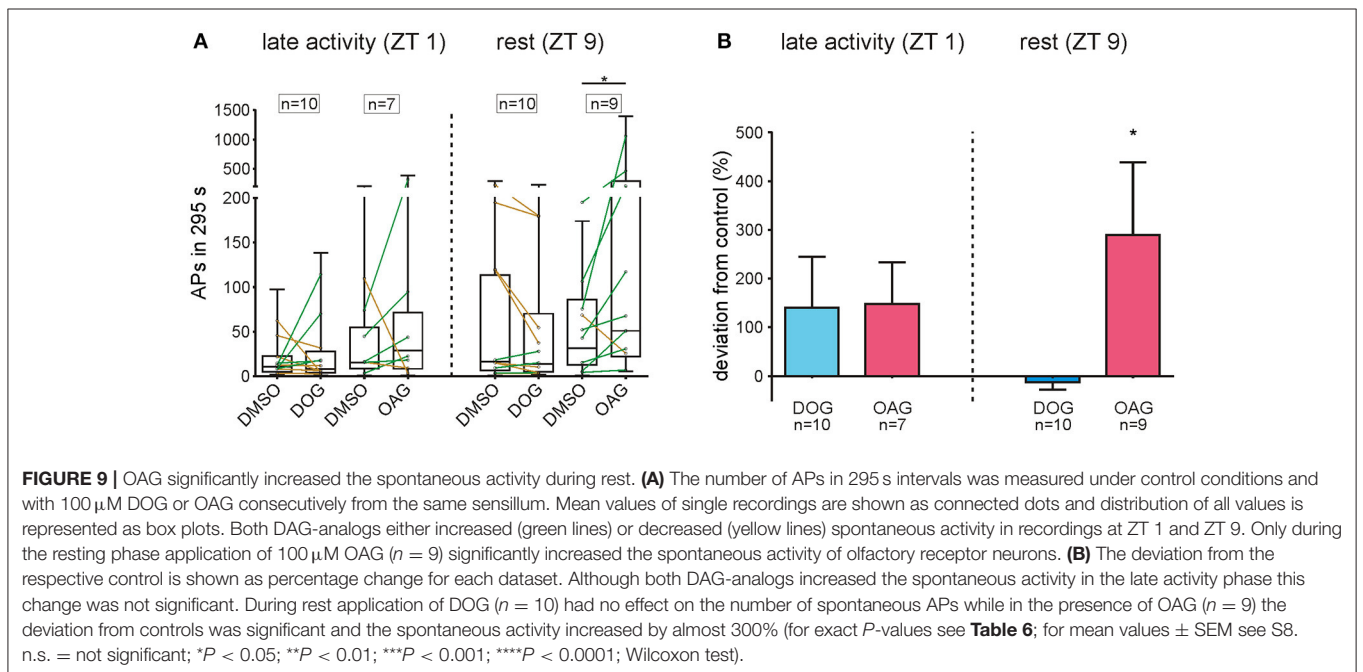 A late activity (ZT 1) rest (ZT 9)
*
n=10 n=7 n=10 n=9
APs in 295 s
1500
1000
500
200
150
100
50
0
DMSO DOG DMSO OAG DMSO DOG DMSO OAG
B late activity (ZT 1) rest (ZT 9)
deviation from control (%)
500
400
300
200
100
0
*
DOG OAG DOG OAG
n=10 n=7 n=10 n=9
FIGURE 9 | OAG significantly increased the spontaneous activity during rest. (A) The number of APs in 295 s intervals was measured under control conditions and
with 100 μM DOG or OAG consecutively from the same sensillum. Mean values of single recordings are shown as connected dots and distribution of all values is
represented as box plots. Both DAG-analogs either increased (green lines) or decreased (yellow lines) spontaneous activity in recordings at ZT 1 and ZT 9. Only during
the resting phase application of 100 μM OAG (n = 9) significantly increased the spontaneous activity of olfactory receptor neurons. (B) The deviation from the
respective control is shown as percentage change for each dataset. Although both DAG-analogs increased the spontaneous activity in the late activity phase this
change was not significant. During rest application of DOG (n = 10) had no effect on the number of spontaneous APs while in the presence of OAG (n = 9) the
deviation from controls was significant and the spontaneous activity increased by almost 300% (for exact P-values see Table 6; for mean values ± SEM see S8.
n.s. = not significant; *P < 0.05; **P < 0.01; ***P < 0.001; ****P < 0.0001; Wilcoxon test).